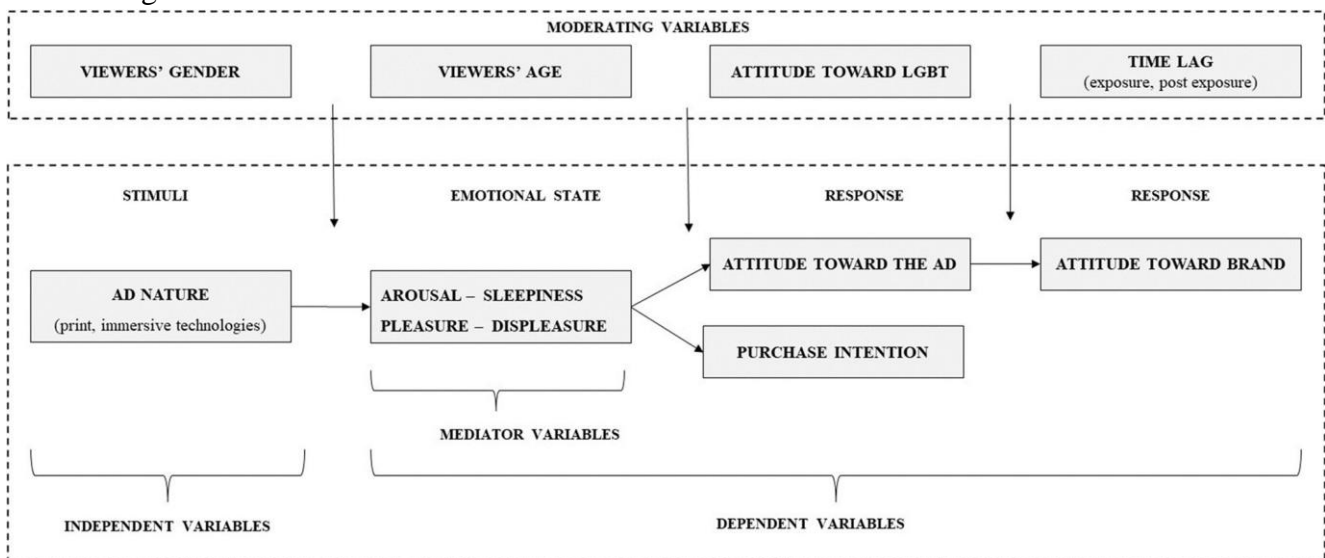 MODERATING VARIABLES
VIEWERS' GENDER
VIEWERS' AGE
ATTITUDE TOWARD LGBT
TIME LAG
(exposure, post exposure)
STIMULI
EMOTIONAL STATE
RESPONSE
RESPONSE
AD NATURE
(print, immersive technologies)
AROUSAL – SLEEPINESS
PLEASURE – DISPLEASURE
ATTITUDE TOWARD THE AD
ATTITUDE TOWARD BRAND
PURCHASE INTENTION
MEDIATOR VARIABLES
INDEPENDENT VARIABLES
DEPENDENT VARIABLES